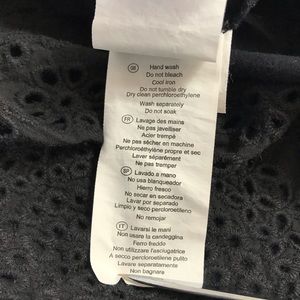 GB Hand wash
Do not bleach
Cool iron
Do not tumble dry
Dry clean perchloroethylene
Wash separately
Do not soak
FR Lavage des mains
Ne pas javelliser
Acier trempé
Ne pas sécher en machine
Perchloroéthylène propre et sec
Laver séparément
Ne pas tremper
SP Lavado a mano
No usa blanqueador
Hierro fresco
No secar en secadora
Lavar por separado
Limpio y seco percloroetileno
No remojar
IT Lavarsi le mani
Non usare la candeggina
Ferro freddo
Non utilizzare l'asciugatrice
A secco percloroetilene pulito
Lavare separatamente
Non bagnara